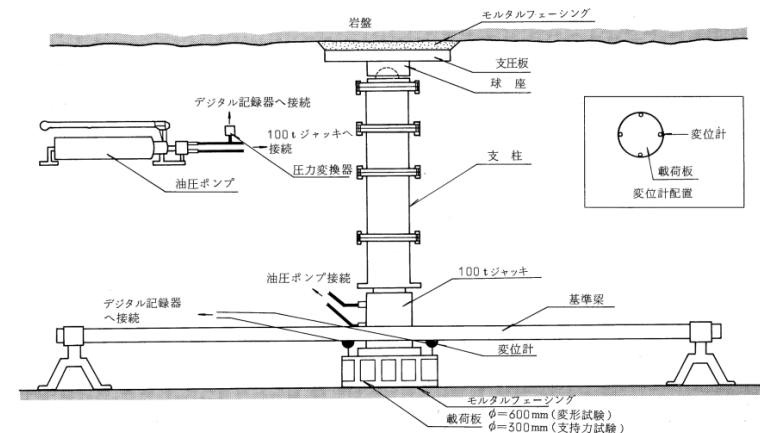 岩盤
モルタルフェーシング
支圧板
球座
デジタル記録器へ接続
100tジャッキへ
接続
圧力変換器
油圧ポンプ
支柱
変位計
載荷板
変位計配置
油圧ポンプ接続
100tジャッキ
デジタル記録器
へ接続
基準梁
変位計
モルタルフェーシング
載荷板 φ=600mm(変形試験)
φ=300mm(支持力試験)